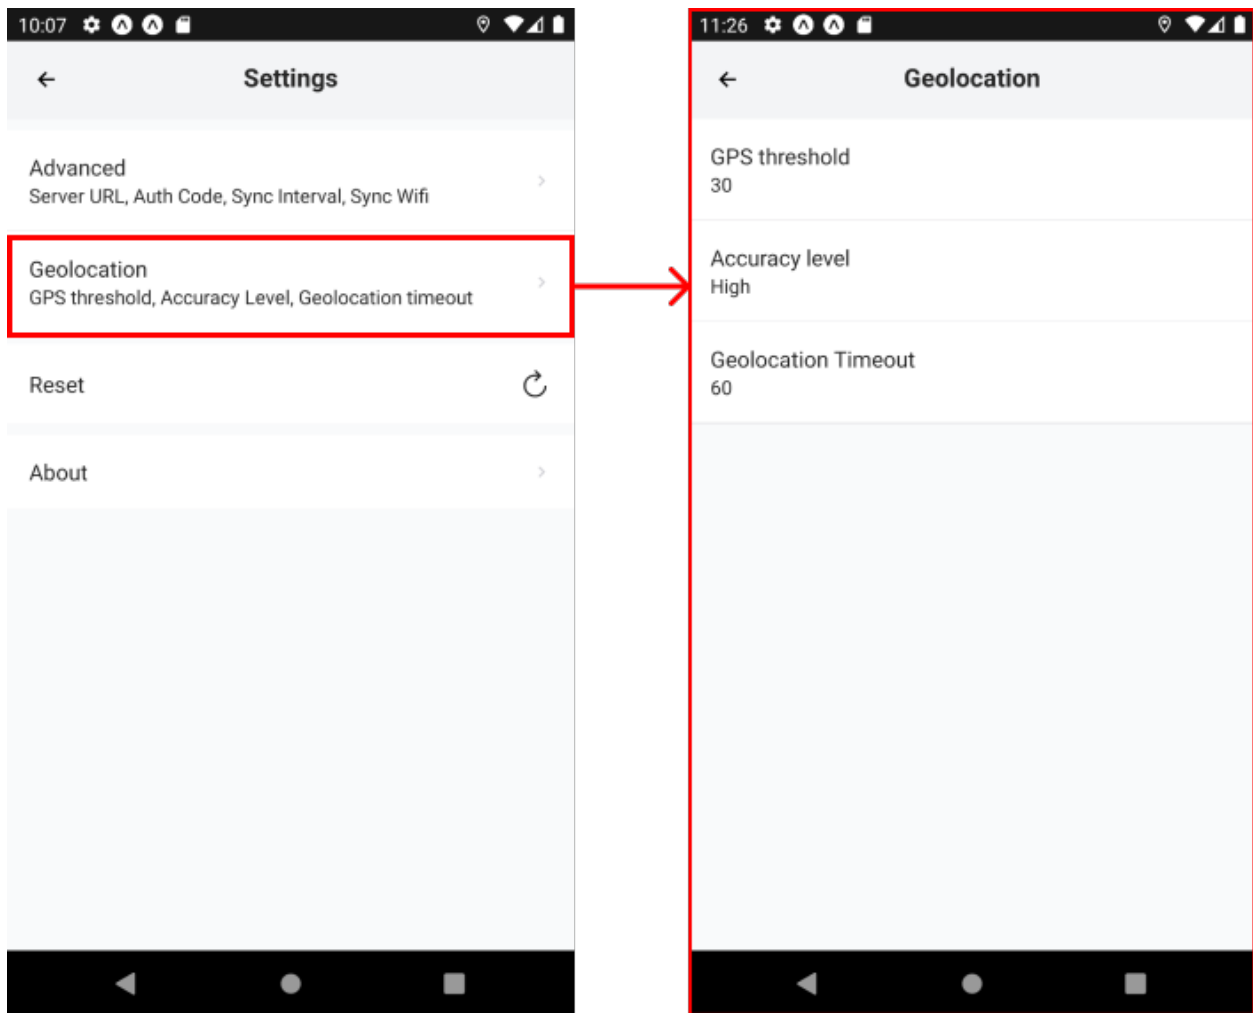 10:07
Settings
Advanced
Server URL, Auth Code, Sync Interval, Sync Wifi
Geolocation
GPS threshold, Accuracy Level, Geolocation timeout
Reset
About
11:26
Geolocation
GPS threshold
30
Accuracy level
High
Geolocation Timeout
60